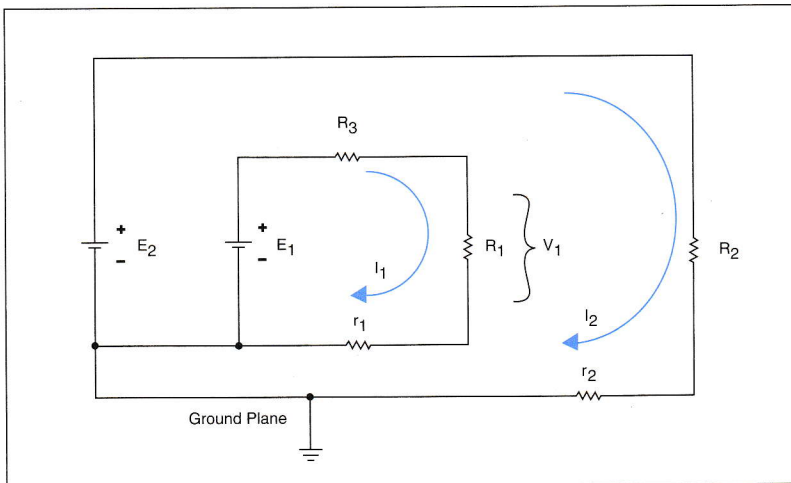 R3
+
E2
-
+
E1
-
R1
V1
R2
I1
I2
r1
r2
Ground Plane